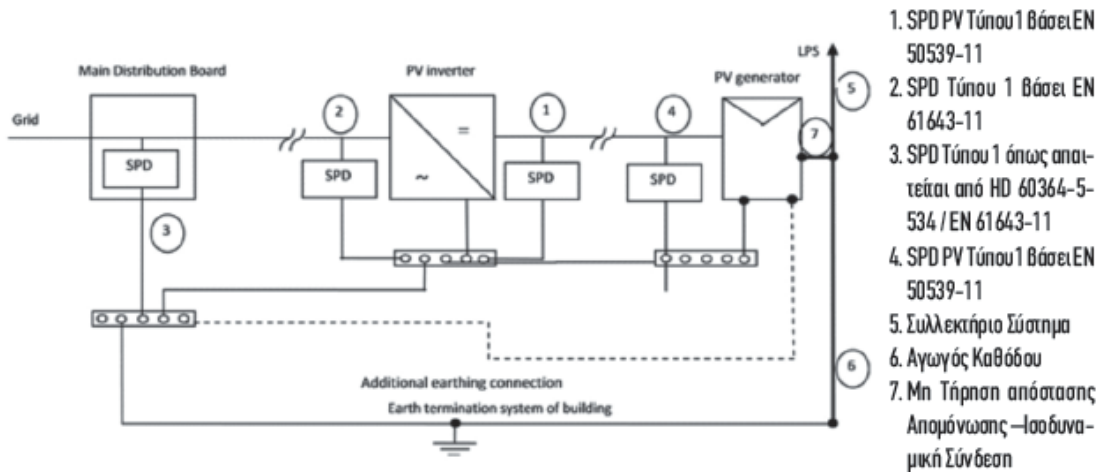 LPS
Main Distribution Board
PV inverter
PV generator
Grid
2
1
4
5
7
=
~
SPD
SPD
SPD
SPD
3
6
Additional earthing connection
Earth termination system of building
1. SPD PV Τύπου 1 βάσει EN
50539-11
2. SPD Τύπου 1 βάσει EN
61643-11
3. SPD Τύπου 1 όπως απαι-
τείται από HD 60364-5-
534 / EN 61643-11
4. SPD PV Τύπου 1 βάσει EN
50539-11
5. Συλλεκτήριο Σύστημα
6. Αγωγός Καθόδου
7. Μη Τήρηση απόστασης
Απομόνωσης –Ισοδυνα-
μική Σύνδεση